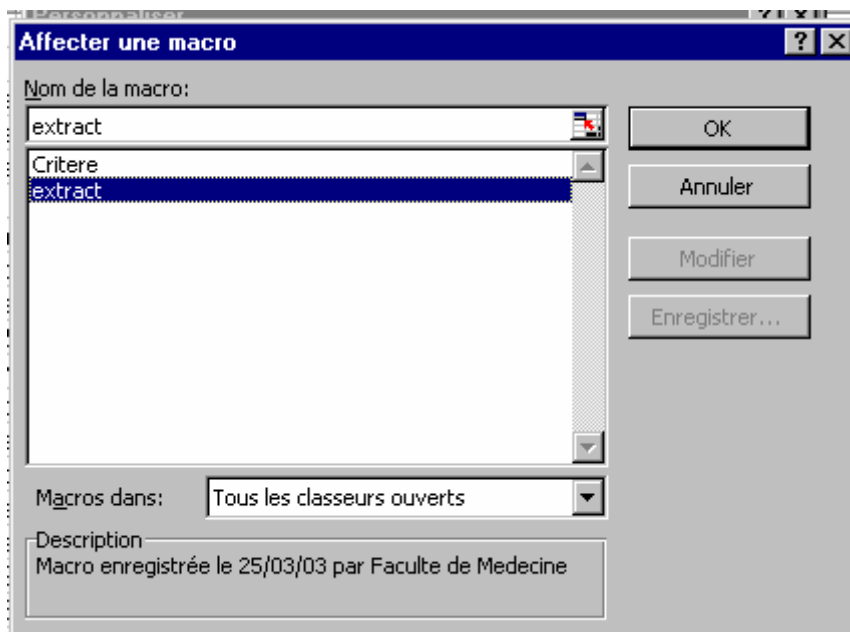 Personnaliser
Affecter une macro
Nom de la macro:
extract
OK
Critere
extract
Annuler
Modifier
Enregistrer...
Macros dans:
Tous les classeurs ouverts
Description
Macro enregistrée le 25/03/03 par Faculte de Medecine